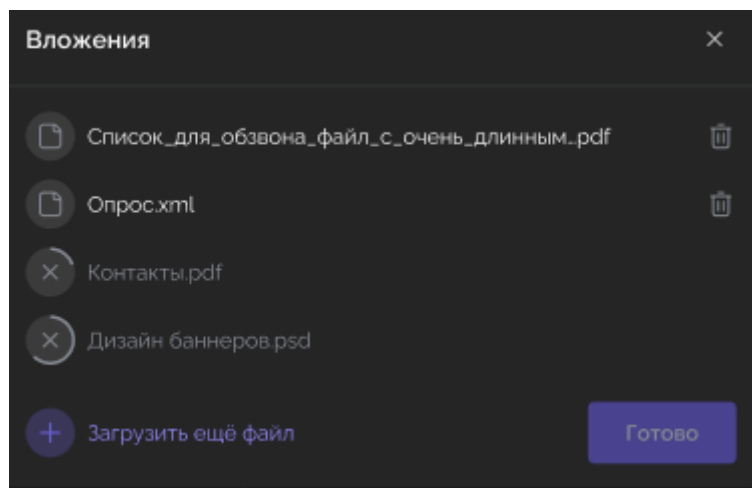 Вложения
Список_для_обзвона_файл_с_очень_длинным...pdf
Опрос.xml
Контакты.pdf
Дизайн баннеров.psd
Загрузить ещё файл
Готово